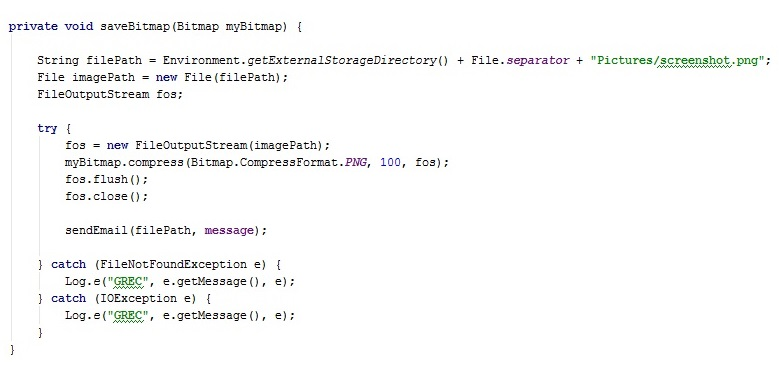 private void saveBitmap(Bitmap myBitmap) {
String filePath = Environment.getExternalStorageDirectory() + File.separator + "Pictures/screenshot.png";
File imagePath = new File(filePath);
FileOutputStream fos;
try {
fos = new FileOutputStream(imagePath);
myBitmap.compress(Bitmap.CompressFormat.PNG, 100, fos);
fos.flush();
fos.close();
sendEmail(filePath, message);
} catch (FileNotFoundException e) {
Log.e("GREC", e.getMessage(), e);
} catch (IOException e) {
Log.e("GREC", e.getMessage(), e);
}
}